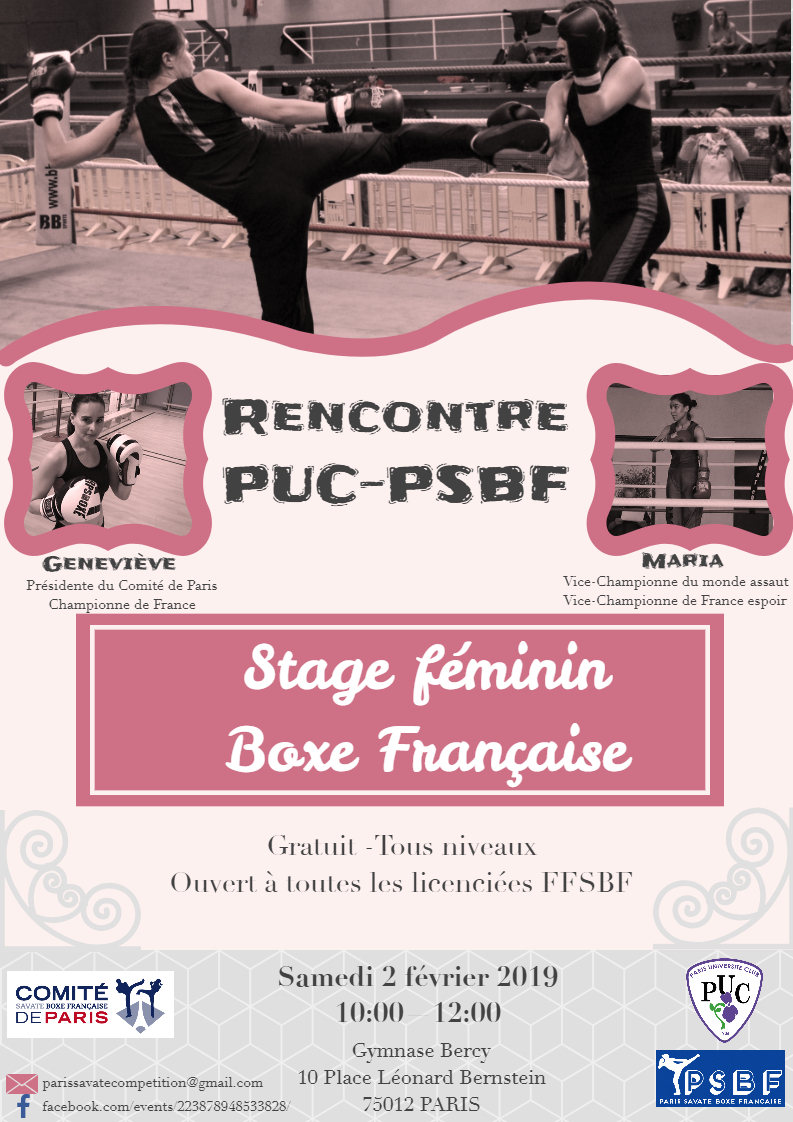 www.b
BB
RENCONTRE
PUC-PSBF
GENEVIÈVE
Présidente du Comité de Paris
Championne de France
MARIA
Vice-Championne du monde assaut
Vice-Championne de France espoir
Stage féminin
Boxe Française
Gratuit -Tous niveaux
Ouvert à toutes les licenciées FFSBF
Samedi 2 février 2019
10:00 – 12:00
Gymnase Bercy
10 Place Léonard Bernstein
75012 PARIS
COMITÉ
SAVATE BOXE FRANÇAISE
DE PARIS
parissavatecompetition@gmail.com
facebook.com/events/223878948533828/
PARIS UNIVERSITE CLUB
PUC
PSBF
PARIS SAVATE BOXE FRANCAISE